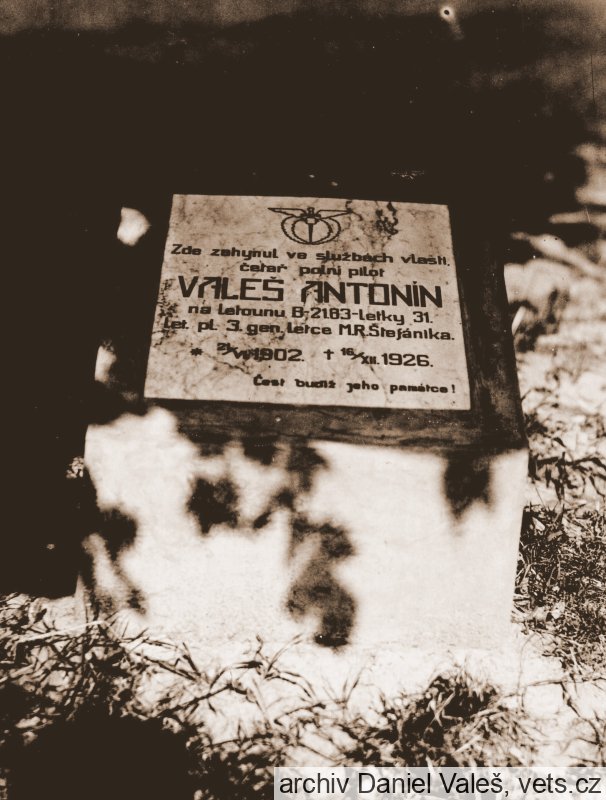 Zde zahynul ve službách vlasti,
četař polní pilot
VALEŠ ANTONÍN
na letounu B-2183-letky 31.
let. pl. 3. gen. letce M.R. Štefánika.
* 21/VI 1902. † 16/XII. 1926.
Čest budiž jeho památce!
archiv Daniel Valeš, vets.cz